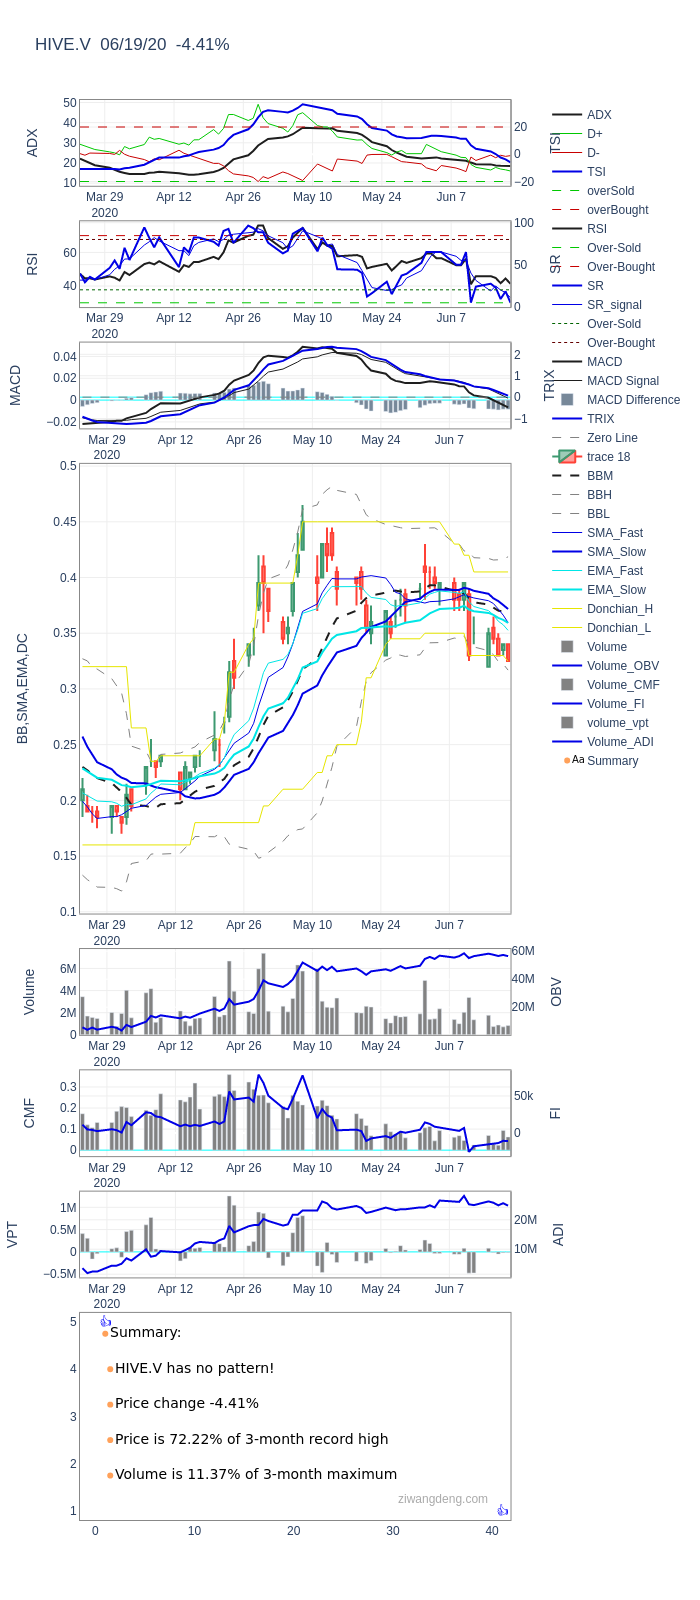 HIVE.V  06/19/20  -4.41%
50
40
30
20
10
ADX
20
0
−20
TSI
Mar 29
2020
Apr 12
Apr 26
May 10
May 24
Jun 7
60
40
RSI
100
50
0
SR
Mar 29
2020
Apr 12
Apr 26
May 10
May 24
Jun 7
0.04
0.02
0
−0.02
MACD
2
1
0
−1
TRIX
Mar 29
2020
Apr 12
Apr 26
May 10
May 24
Jun 7
0.5
0.45
0.4
0.35
0.3
0.25
0.2
0.15
0.1
BB,SMA,EMA,DC
Mar 29
2020
Apr 12
Apr 26
May 10
May 24
Jun 7
6M
4M
2M
0
Volume
60M
40M
20M
OBV
Mar 29
2020
Apr 12
Apr 26
May 10
May 24
Jun 7
0.3
0.2
0.1
0
CMF
50k
0
FI
Mar 29
2020
Apr 12
Apr 26
May 10
May 24
Jun 7
1M
0.5M
0
−0.5M
VPT
20M
10M
ADI
Mar 29
2020
Apr 12
Apr 26
May 10
May 24
Jun 7
5
4
3
2
1
👍
Summary:
HIVE.V has no pattern!
Price change -4.41%
Price is 72.22% of 3-month record high
Volume is 11.37% of 3-month maximum
ziwangdeng.com
👍
0
10
20
30
40
ADX
D+
D-
TSI
overSold
overBought
RSI
Over-Sold
Over-Bought
SR
SR_signal
Over-Sold
Over-Bought
MACD
MACD Signal
MACD Difference
TRIX
Zero Line
trace 18
BBM
BBH
BBL
SMA_Fast
SMA_Slow
EMA_Fast
EMA_Slow
Donchian_H
Donchian_L
Volume
Volume_OBV
Volume_CMF
Volume_FI
volume_vpt
Volume_ADI
Aa Summary